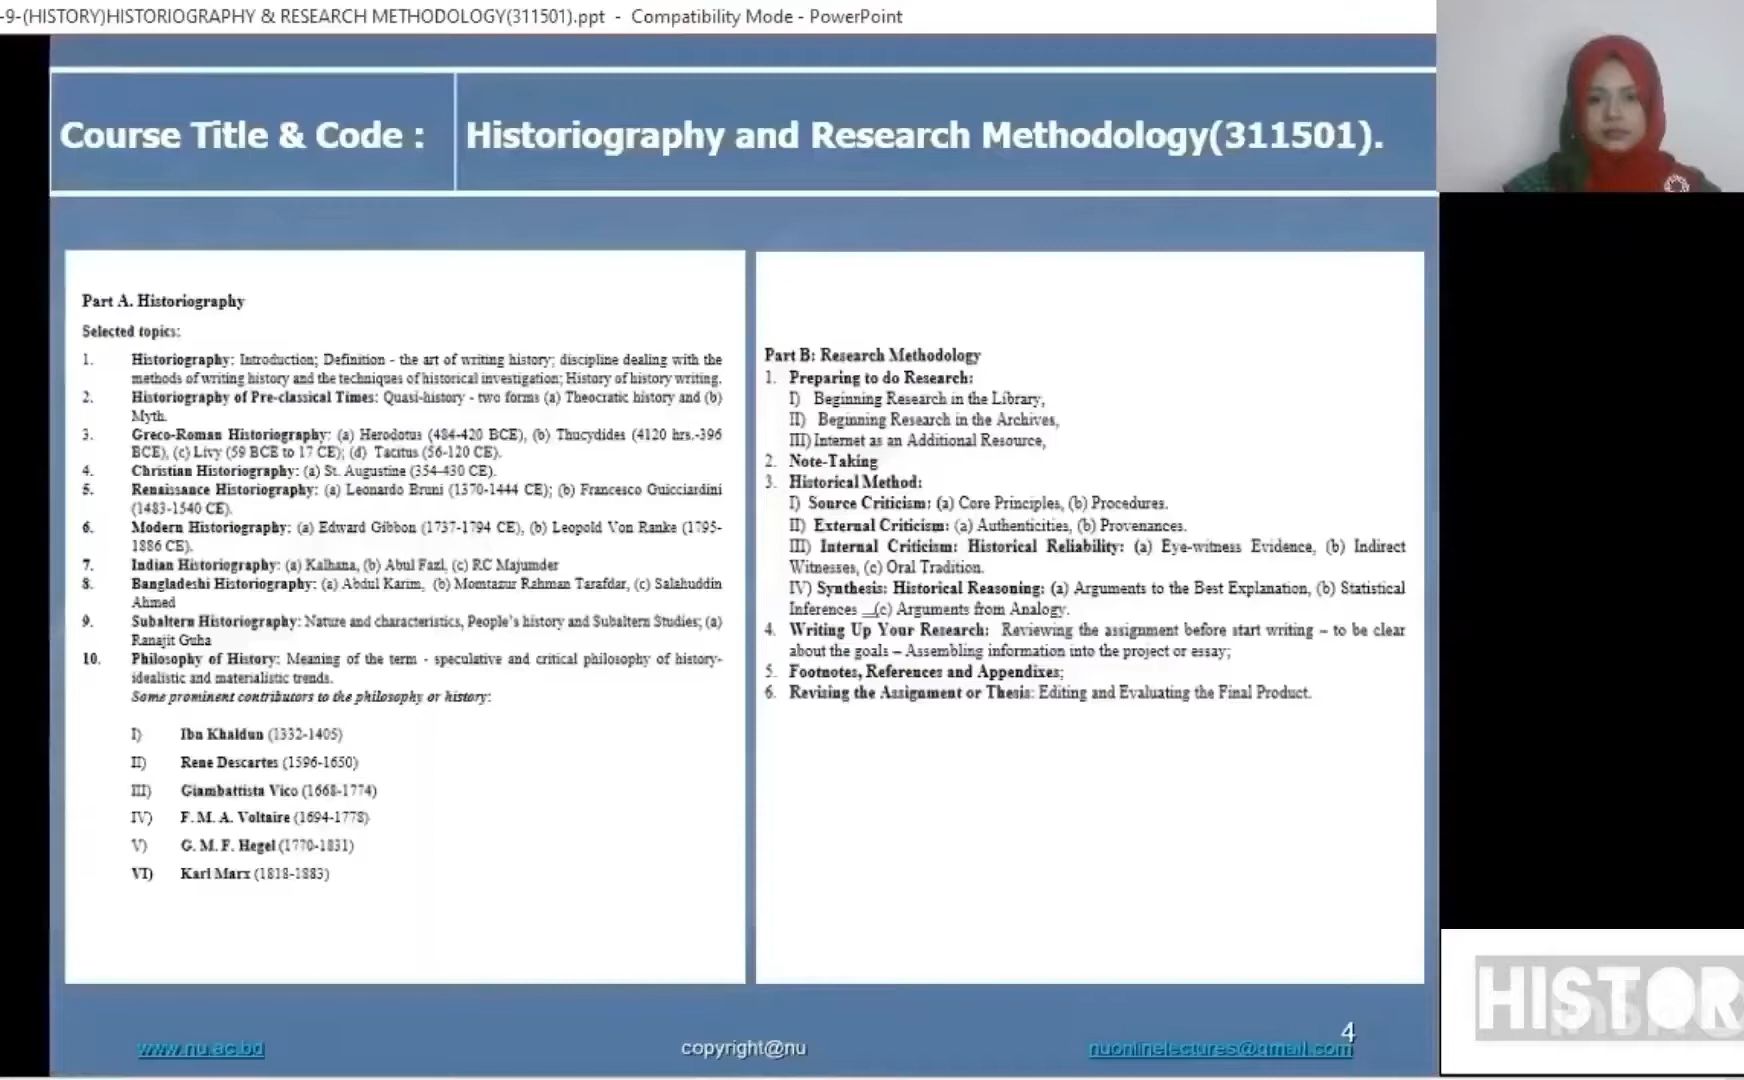 -9-(HISTORY)HISTORIOGRAPHY & RESEARCH METHODOLOGY(311501).ppt - Compatibility Mode - PowerPoint
Course Title & Code :
Historiography and Research Methodology(311501).
Part A. Historiography
Selected topics:
1. Historiography: Introduction; Definition - the art of writing history; discipline dealing with the
methods of writing history and the techniques of historical investigation; History of history writing.
2. Historiography of Pre-classical Times: Quasi-history - two forms (a) Theocratic history and (b)
Myth.
3. Greco-Roman Historiography: (a) Herodotus (484-420 BCE), (b) Thucydides (4120 hrs.-396
BCE), (c) Livy (59 BCE to 17 CE); (d) Tacitus (56-120 CE).
4. Christian Historiography: (a) St. Augustine (354-430 CE).
5. Renaissance Historiography: (a) Leonardo Bruni (1370-1444 CE); (b) Francesco Guicciardini
(1483-1540 CE).
6. Modern Historiography: (a) Edward Gibbon (1737-1794 CE), (b) Leopold Von Ranke (1795-
1886 CE).
7. Indian Historiography: (a) Kalhana, (b) Abul Fazl, (c) RC Majumder
8. Bangladeshi Historiography: (a) Abdul Karim, (b) Momtazur Rahman Tarafdar, (c) Salahuddin
Ahmed
9. Subaltern Historiography: Nature and characteristics, People's history and Subaltern Studies; (a)
Ranajit Guha
10. Philosophy of History: Meaning of the term - speculative and critical philosophy of history-
idealistic and materialistic trends.
Some prominent contributors to the philosophy or history:
I) Ibn Khaldun (1332-1405)
II) Rene Descartes (1596-1650)
III) Giambattista Vico (1668-1774)
IV) F. M. A. Voltaire (1694-1778)
V) G. M. F. Hegel (1770-1831)
VI) Karl Marx (1818-1883)
Part B: Research Methodology
1. Preparing to do Research:
I) Beginning Research in the Library,
II) Beginning Research in the Archives,
III) Internet as an Additional Resource,
2. Note-Taking
3. Historical Method:
I) Source Criticism: (a) Core Principles, (b) Procedures.
II) External Criticism: (a) Authenticities, (b) Provenances.
III) Internal Criticism: Historical Reliability: (a) Eye-witness Evidence, (b) Indirect
Witnesses, (c) Oral Tradition.
IV) Synthesis: Historical Reasoning: (a) Arguments to the Best Explanation, (b) Statistical
Inferences _(c) Arguments from Analogy.
4. Writing Up Your Research: Reviewing the assignment before start writing – to be clear
about the goals – Assembling information into the project or essay;
5. Footnotes, References and Appendixes;
6. Revising the Assignment or Thesis: Editing and Evaluating the Final Product.
www.nu.ac.bd
copyright@nu
nuonlinelectures@gmail.com
4
HISTOR